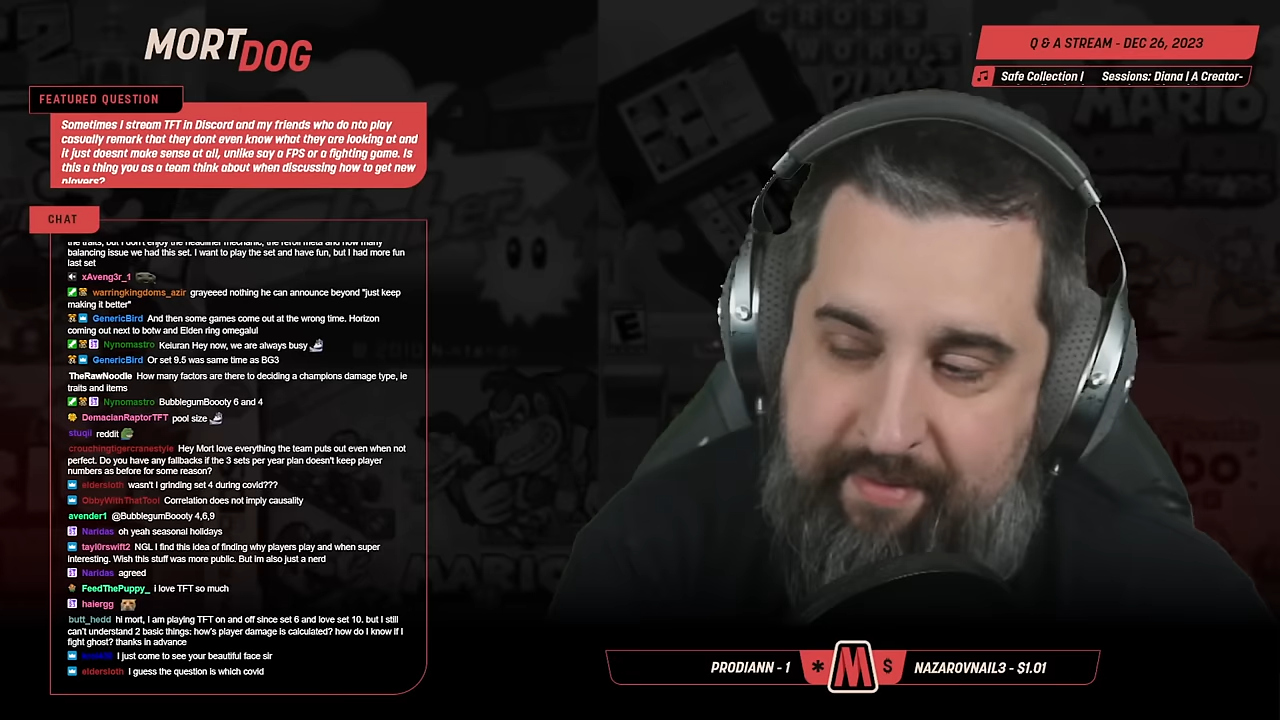 MORTDOG
Q & A STREAM - DEC 26, 2023
Safe Collection | Sessions: Diana | A Creator-
FEATURED QUESTION
Sometimes I stream TFT in Discord and my friends who do nto play
casually remark that they dont even know what they are looking at and
it just doesnt make sense at all, unlike say a FPS or a fighting game. Is
this a thing you as a team think about when discussing how to get new
players?
CHAT
the traits, but I don't enjoy the headliner mechanic, the reroll meta and how many
balancing issue we had this set. I want to play the set and have fun, but I had more fun
last set
xAveng3r_1
warringkingdoms_azir grayeeed nothing he can announce beyond "just keep
making it better"
GenericBird And then some games come out at the wrong time. Horizon
coming out next to botw and Elden ring omegalul
Nynomastro Keiuran Hey now, we are always busy
GenericBird Or set 9.5 was same time as BG3
TheRawNoodle How many factors are there to deciding a champions damage type, ie
traits and items
Nynomastro BubblegumBoooty 6 and 4
DemacianRaptorTFT pool size
stuqii reddit
crouchingtigercranestyle Hey Mort love everything the team puts out even when not
perfect. Do you have any fallbacks if the 3 sets per year plan doesn't keep player
numbers as before for some reason?
eldersloth wasn't I grinding set 4 during covid???
ObbyWithThatTool Correlation does not imply causality
avender1 @BubblegumBoooty 4,6,9
Naridas oh yeah seasonal holidays
tayl0rswift2 NGL I find this idea of finding why players play and when super
interesting. Wish this stuff was more public. But im also just a nerd
Naridas agreed
FeedThePuppy_ i love TFT so much
haiergg
butt_hedd hi mort, I am playing TFT on and off since set 6 and love set 10. but I still
can't understand 2 basic things: how's player damage is calculated? how do I know if I
fight ghost? thanks in advance
I just come to see your beautiful face sir
eldersloth I guess the question is which covid
PRODIANN - 1
* M $
NAZAROVNAIL3 - $1.01